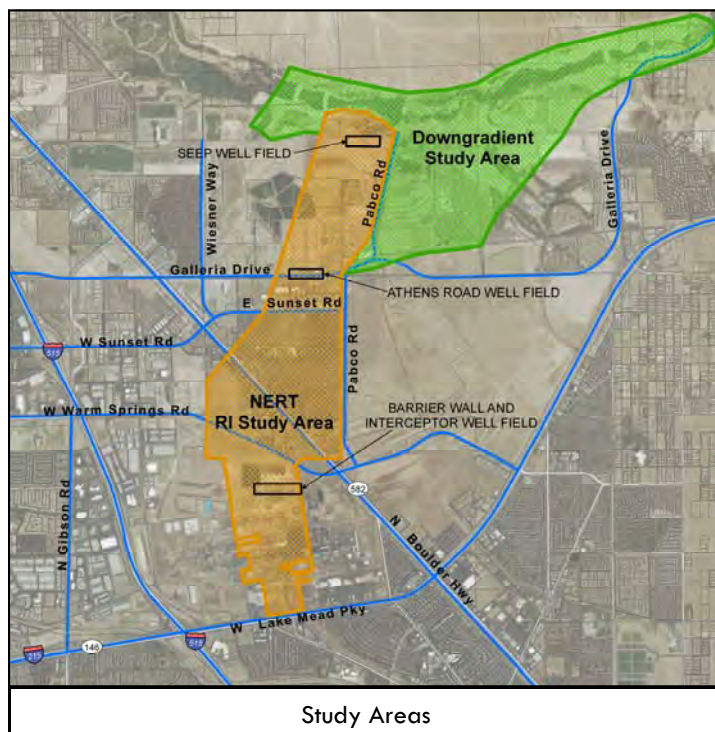 Downgradient
Study Area
SEEP WELL FIELD
Wiesner Way
Pabco Rd
Galleria Drive
Galleria Drive
ATHENS ROAD WELL FIELD
E Sunset Rd
W Sunset Rd
515
Pabco Rd
W Warm Springs Rd
NERT
RI Study Area
BARRIER WALL AND
INTERCEPTOR WELL FIELD
N Gibson Rd
582
N Boulder Hwy
W Lake Mead Pky
215
146
515
Study Areas